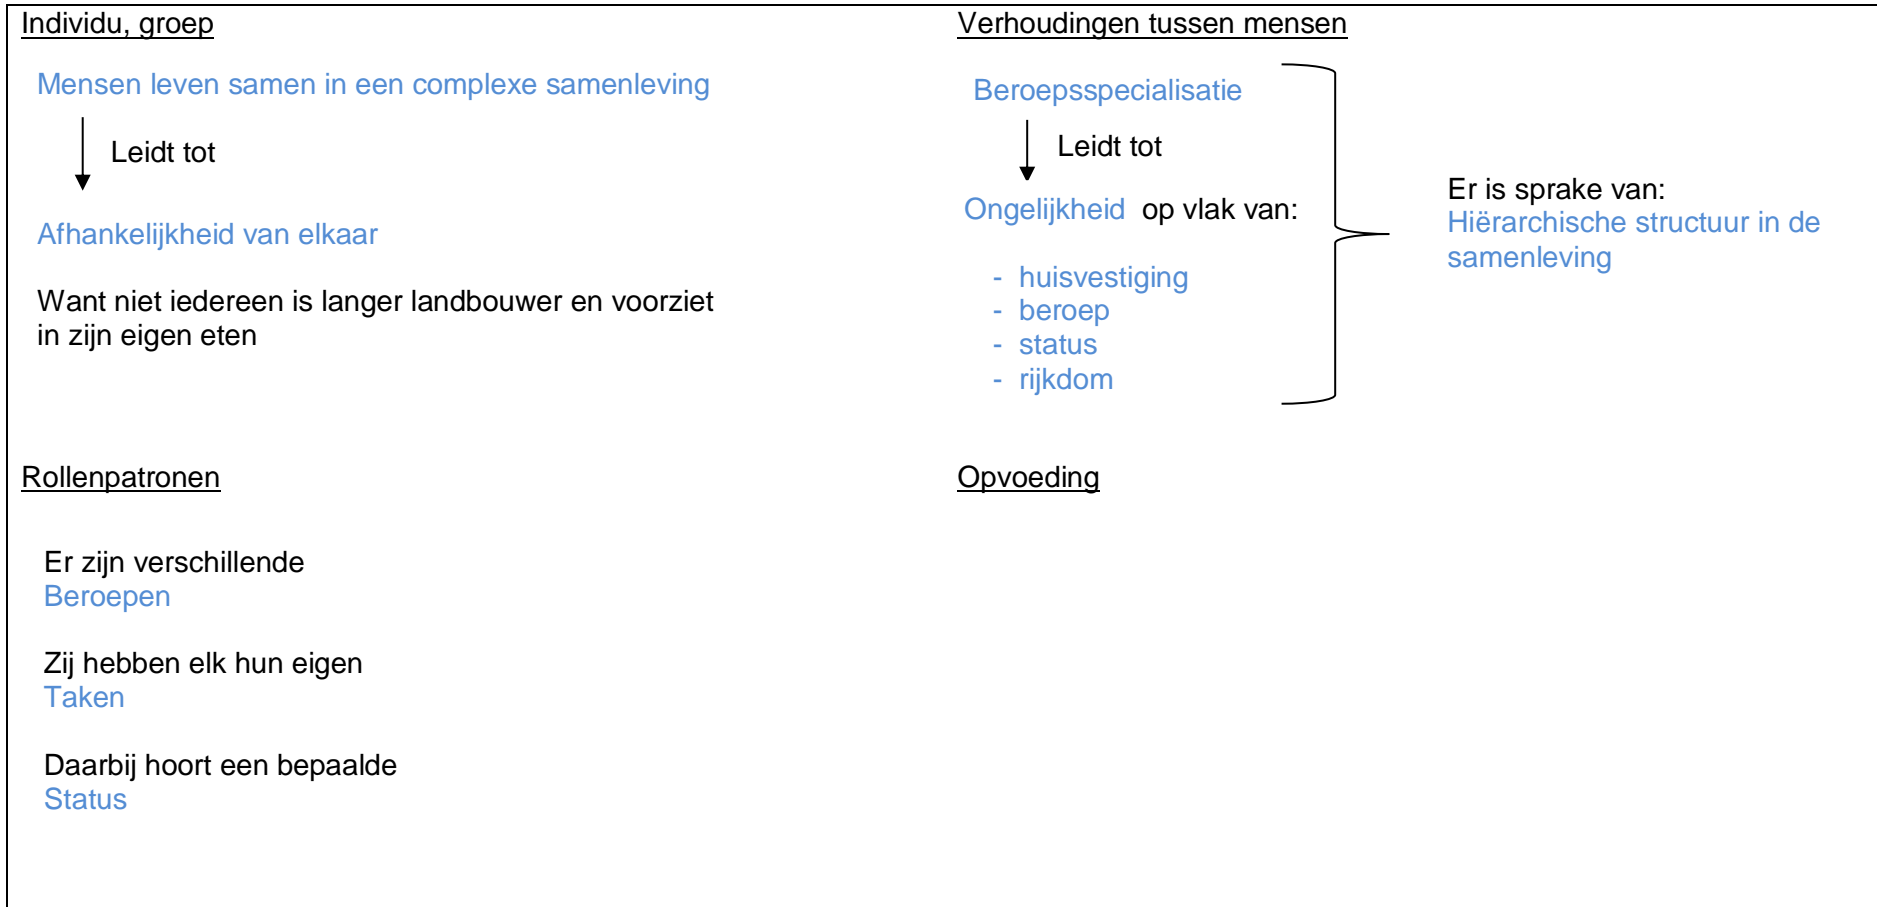 Individu, groep
Mensen leven samen in een complexe samenleving
Leidt tot
Afhankelijkheid van elkaar
Want niet iedereen is langer landbouwer en voorziet
in zijn eigen eten
Verhoudingen tussen mensen
Beroepsspecialisatie
Leidt tot
Ongelijkheid op vlak van:
- huisvestiging
- beroep
- status
- rijkdom
Er is sprake van:
Hiërarchische structuur in de
samenleving
Rollenpatronen
Er zijn verschillende
Beroepen
Zij hebben elk hun eigen
Taken
Daarbij hoort een bepaalde
Status
Opvoeding